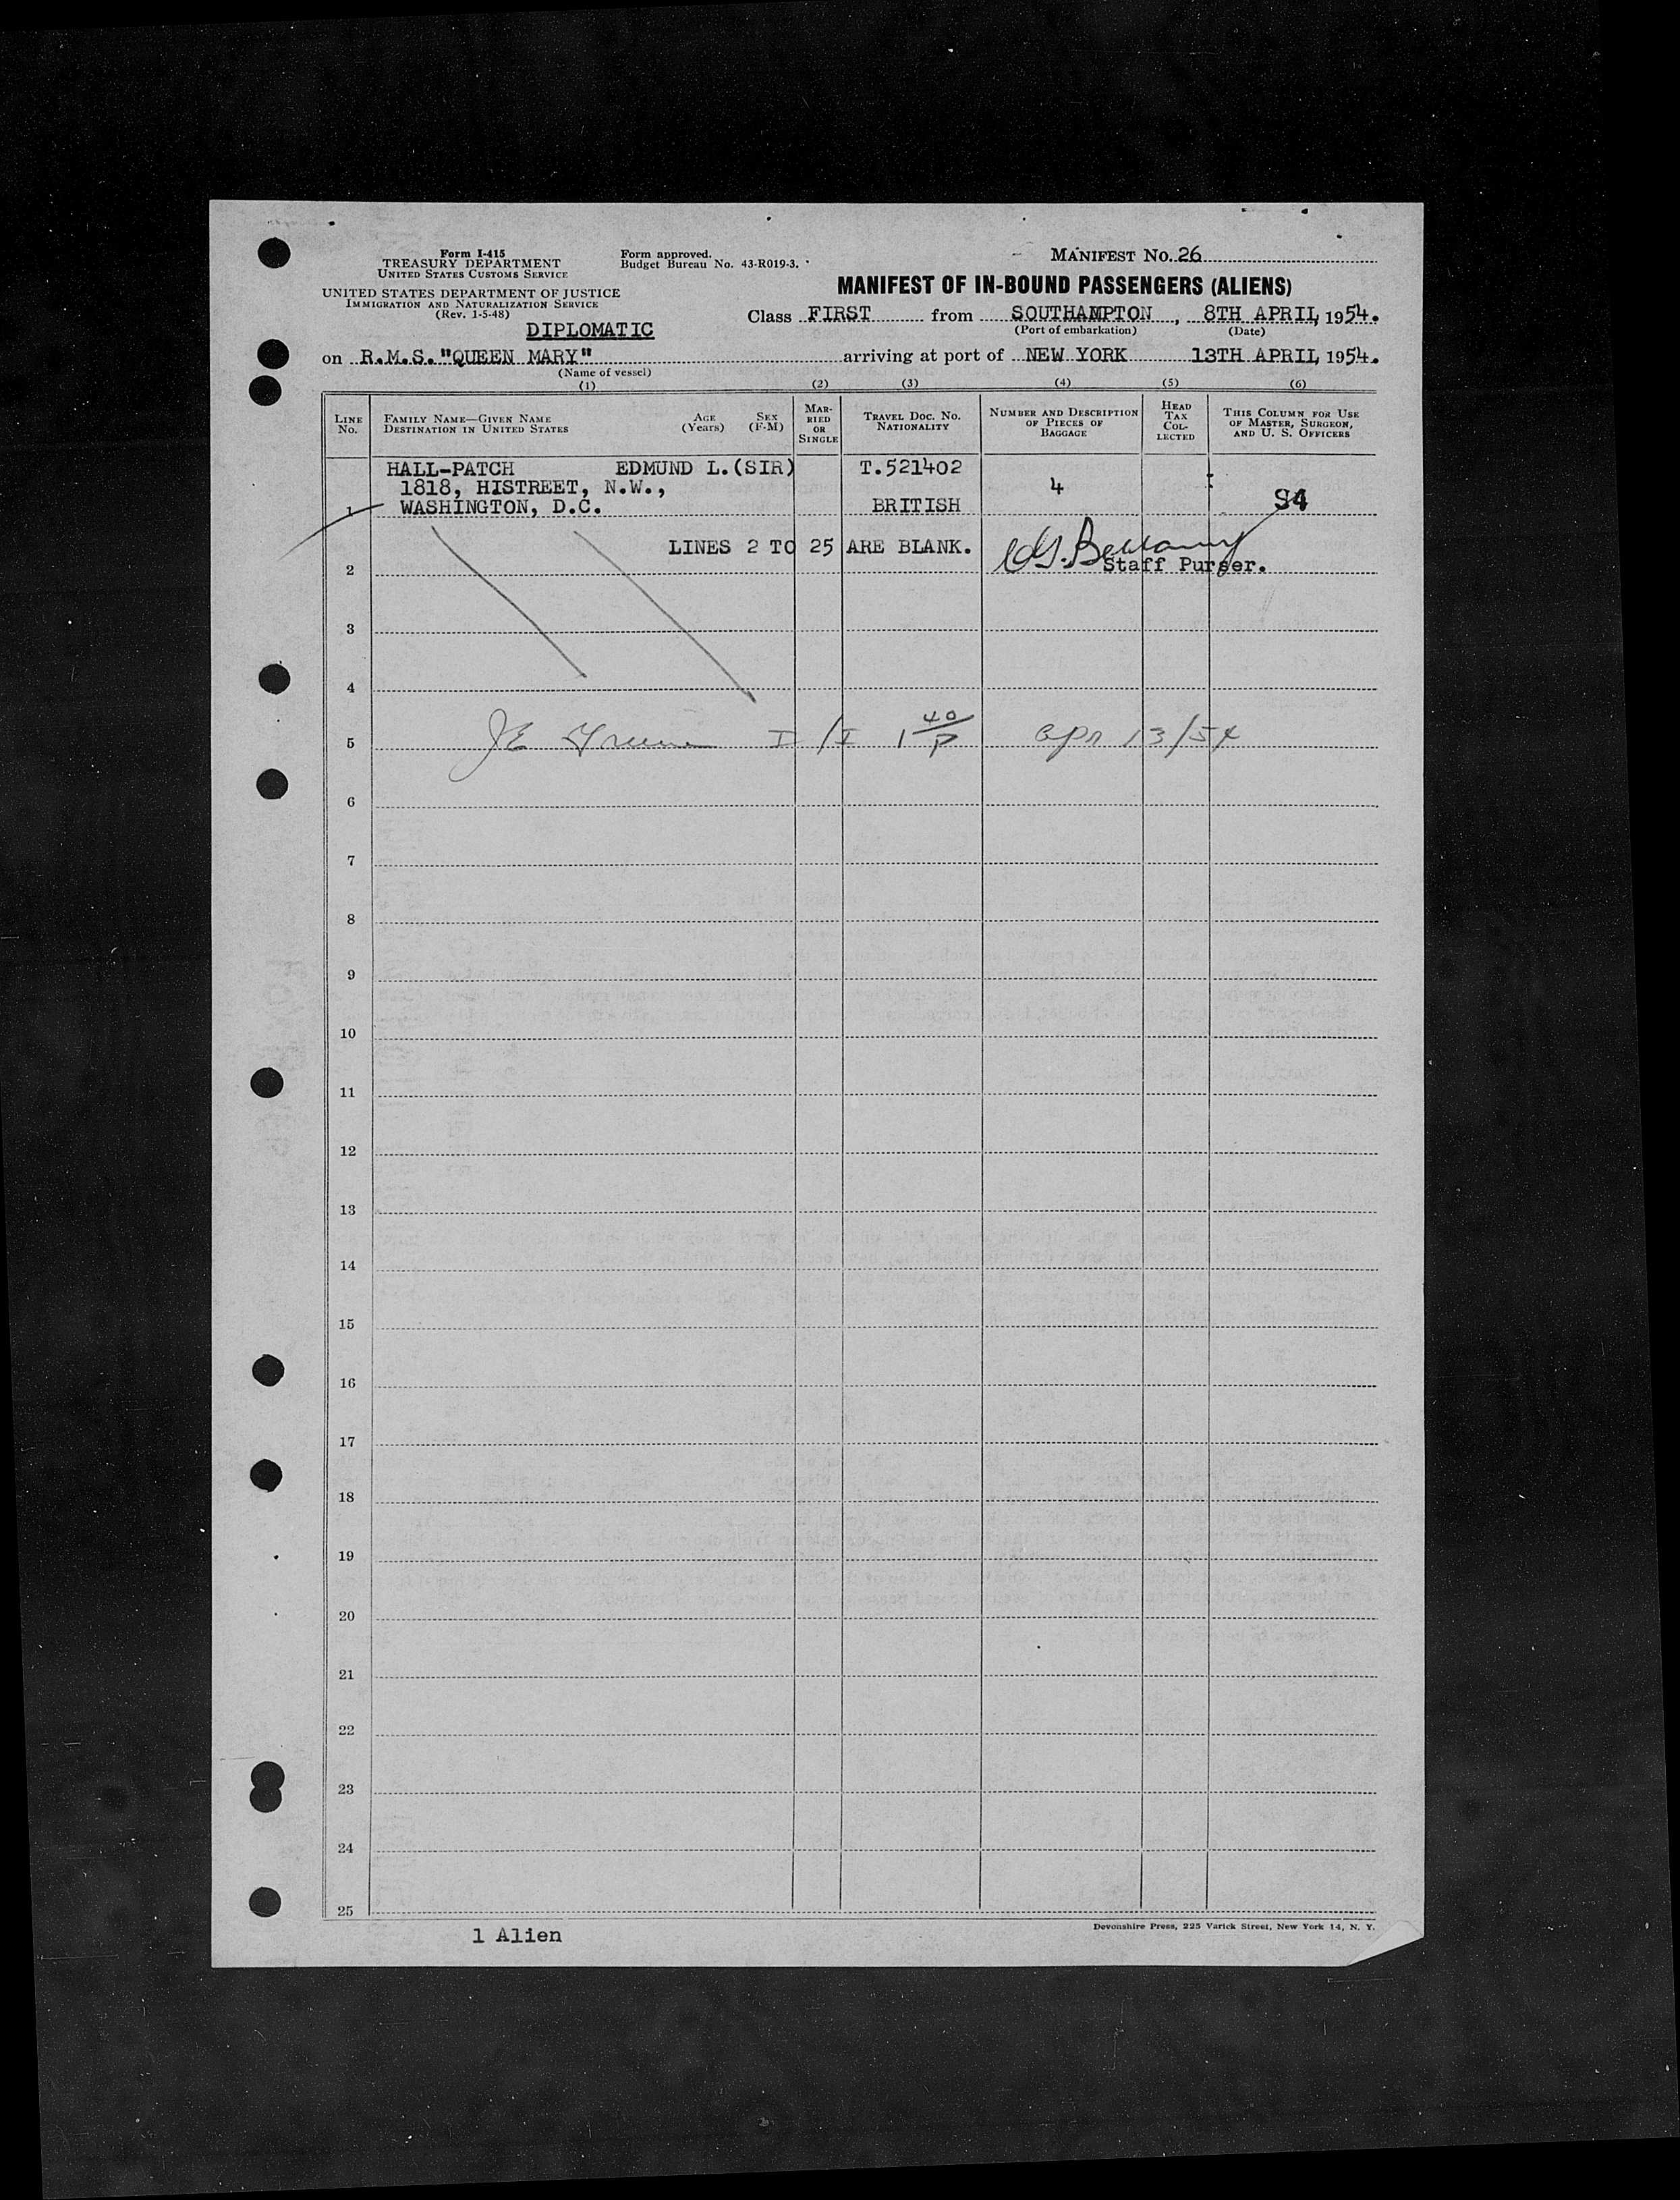 Form I-415
TREASURY DEPARTMENT
UNITED STATES CUSTOMS SERVICE
Form approved.
Budget Bureau No. 43-R019-3.
MANIFEST No. 26
UNITED STATES DEPARTMENT OF JUSTICE
IMMIGRATION AND NATURALIZATION SERVICE
(Rev. 1-5-48)
MANIFEST OF IN-BOUND PASSENGERS (ALIENS)
DIPLOMATIC
Class FIRST from SOUTHAMPTON, 8TH APRIL, 1954.
(Port of embarkation) (Date)
on R.M.S. "QUEEN MARY" arriving at port of NEW YORK 13TH APRIL, 1954.
(Name of vessel)
(1) (2) (3) (4) (5) (6)
LINE No.
FAMILY NAME—GIVEN NAME
DESTINATION IN UNITED STATES
AGE (Years)
SEX (F-M)
MARRIED OR SINGLE
TRAVEL DOC. NO.
NATIONALITY
NUMBER AND DESCRIPTION OF PIECES OF BAGGAGE
HEAD TAX COLLECTED
THIS COLUMN FOR USE OF MASTER, SURGEON, AND U. S. OFFICERS
HALL-PATCH EDMUND L.(SIR) T.521402
1818, HISTREET, N.W., 4
1 WASHINGTON, D.C. BRITISH
LINES 2 TO 25 ARE BLANK.
2 Staff Purser.
3
4
5 I/I Apr 13/54
6
7
8
9
10
11
12
13
14
15
16
17
18
19
20
21
22
23
24
25
1 Alien
Devonshire Press, 225 Varick Street, New York 14, N. Y.